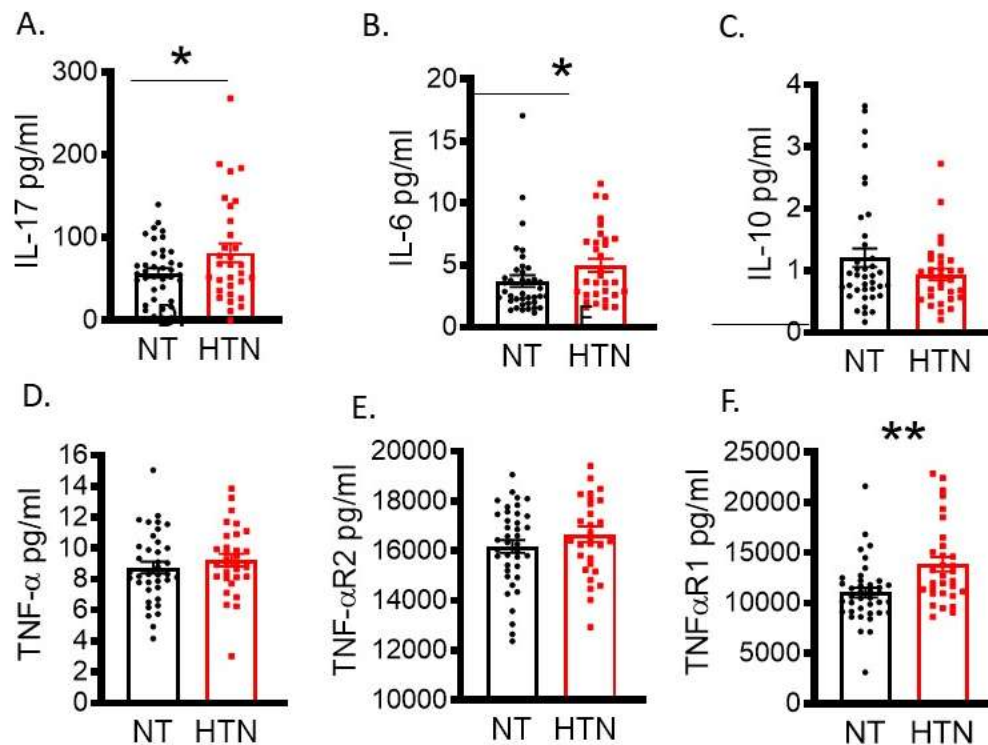 A.
*
IL-17 pg/ml
300
200
100
0
NT HTN
B.
*
IL-6 pg/ml
20
15
10
5
0
NT HTN
C.
IL-10 pg/ml
4
3
2
1
0
NT HTN
D.
TNF-α pg/ml
16
14
12
10
8
6
4
2
0
NT HTN
E.
TNF-αR2 pg/ml
20000
18000
16000
14000
12000
10000
NT HTN
F.
**
TNFαR1 pg/ml
25000
20000
15000
10000
5000
0
NT HTN